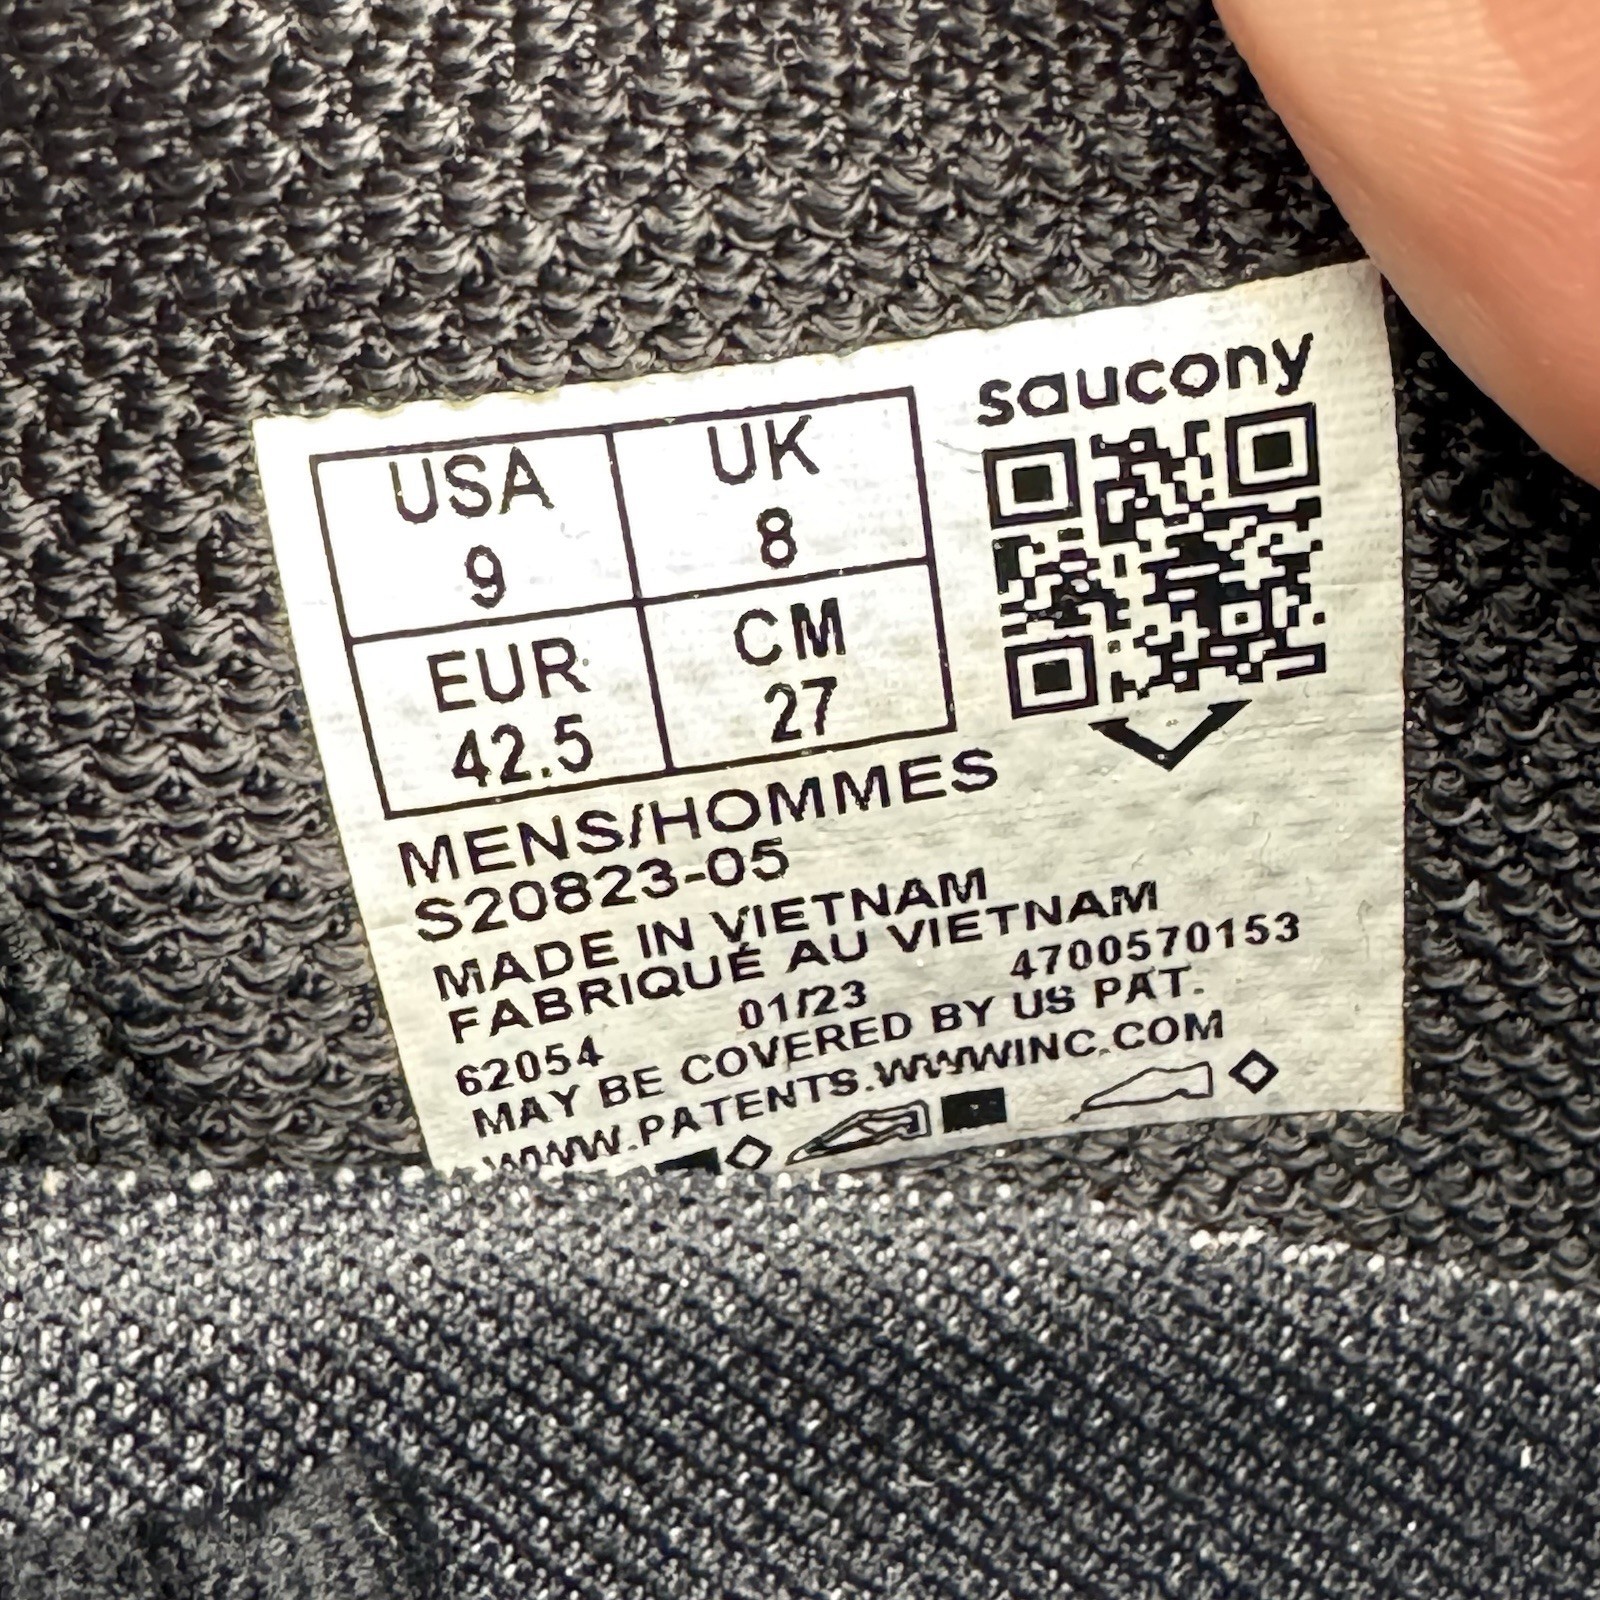 saucony
USA
9
UK
8
EUR
42.5
CM
27
MENS/HOMMES
S20823-05
MADE IN VIETNAM
FABRIQUÉ AU VIETNAM
62054 01/23 4700570153
MAY BE COVERED BY US PAT.
WWW.PATENTS.WWWINC.COM